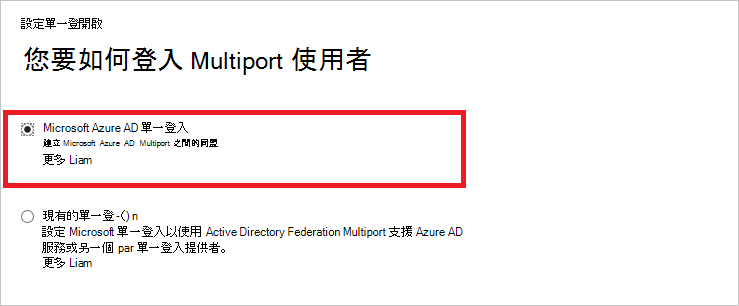 設定單一登開啟
您要如何登入 Multiport 使用者
Microsoft Azure AD 單一登入
建立 Microsoft Azure AD Multiport 之間的同盟
更多 Liam
現有的單一登-() n
設定 Microsoft 單一登入以使用 Active Directory Federation Multiport 支援 Azure AD
服務或另一個 par 單一登入提供者。
更多 Liam